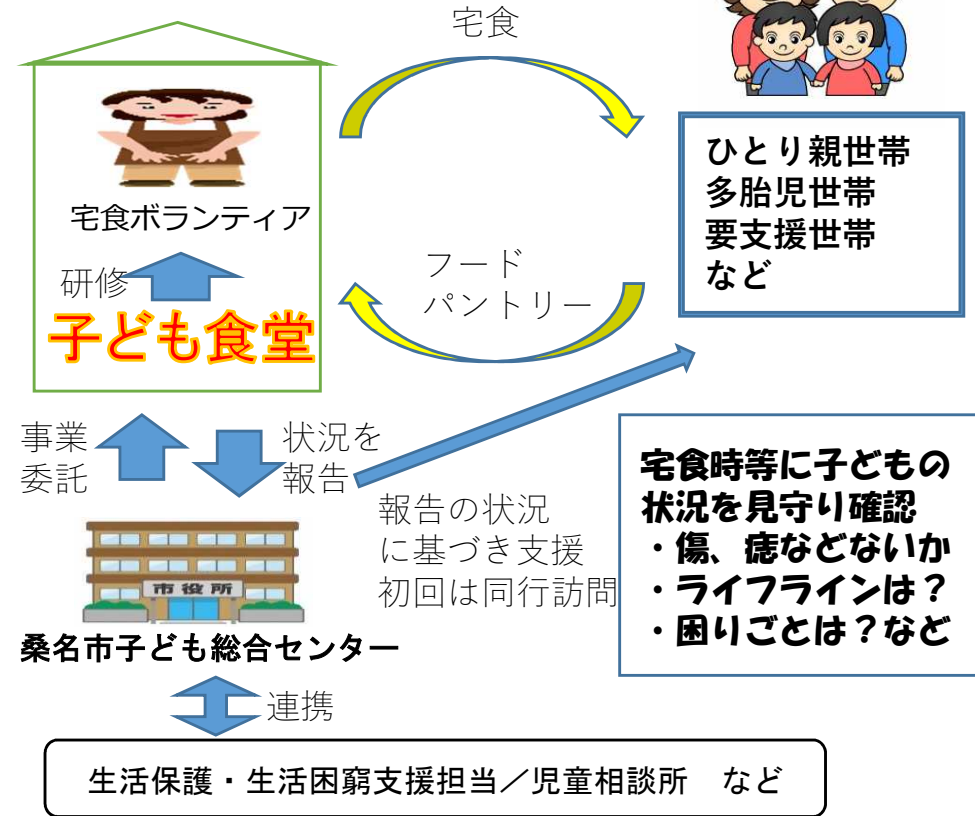 宅食
宅食ボランティア
研修
子ども食堂
フード
パントリー
ひとり親世帯
多胎児世帯
要支援世帯
など
事業
委託
状況を
報告
報告の状況
に基づき支援
初回は同行訪問
宅食時等に子どもの
状況を見守り確認
・傷、痣などないか
・ライフラインは？
・困りごとは？など
市役所
桑名市子ども総合センター
連携
生活保護・生活困窮支援担当／児童相談所　など